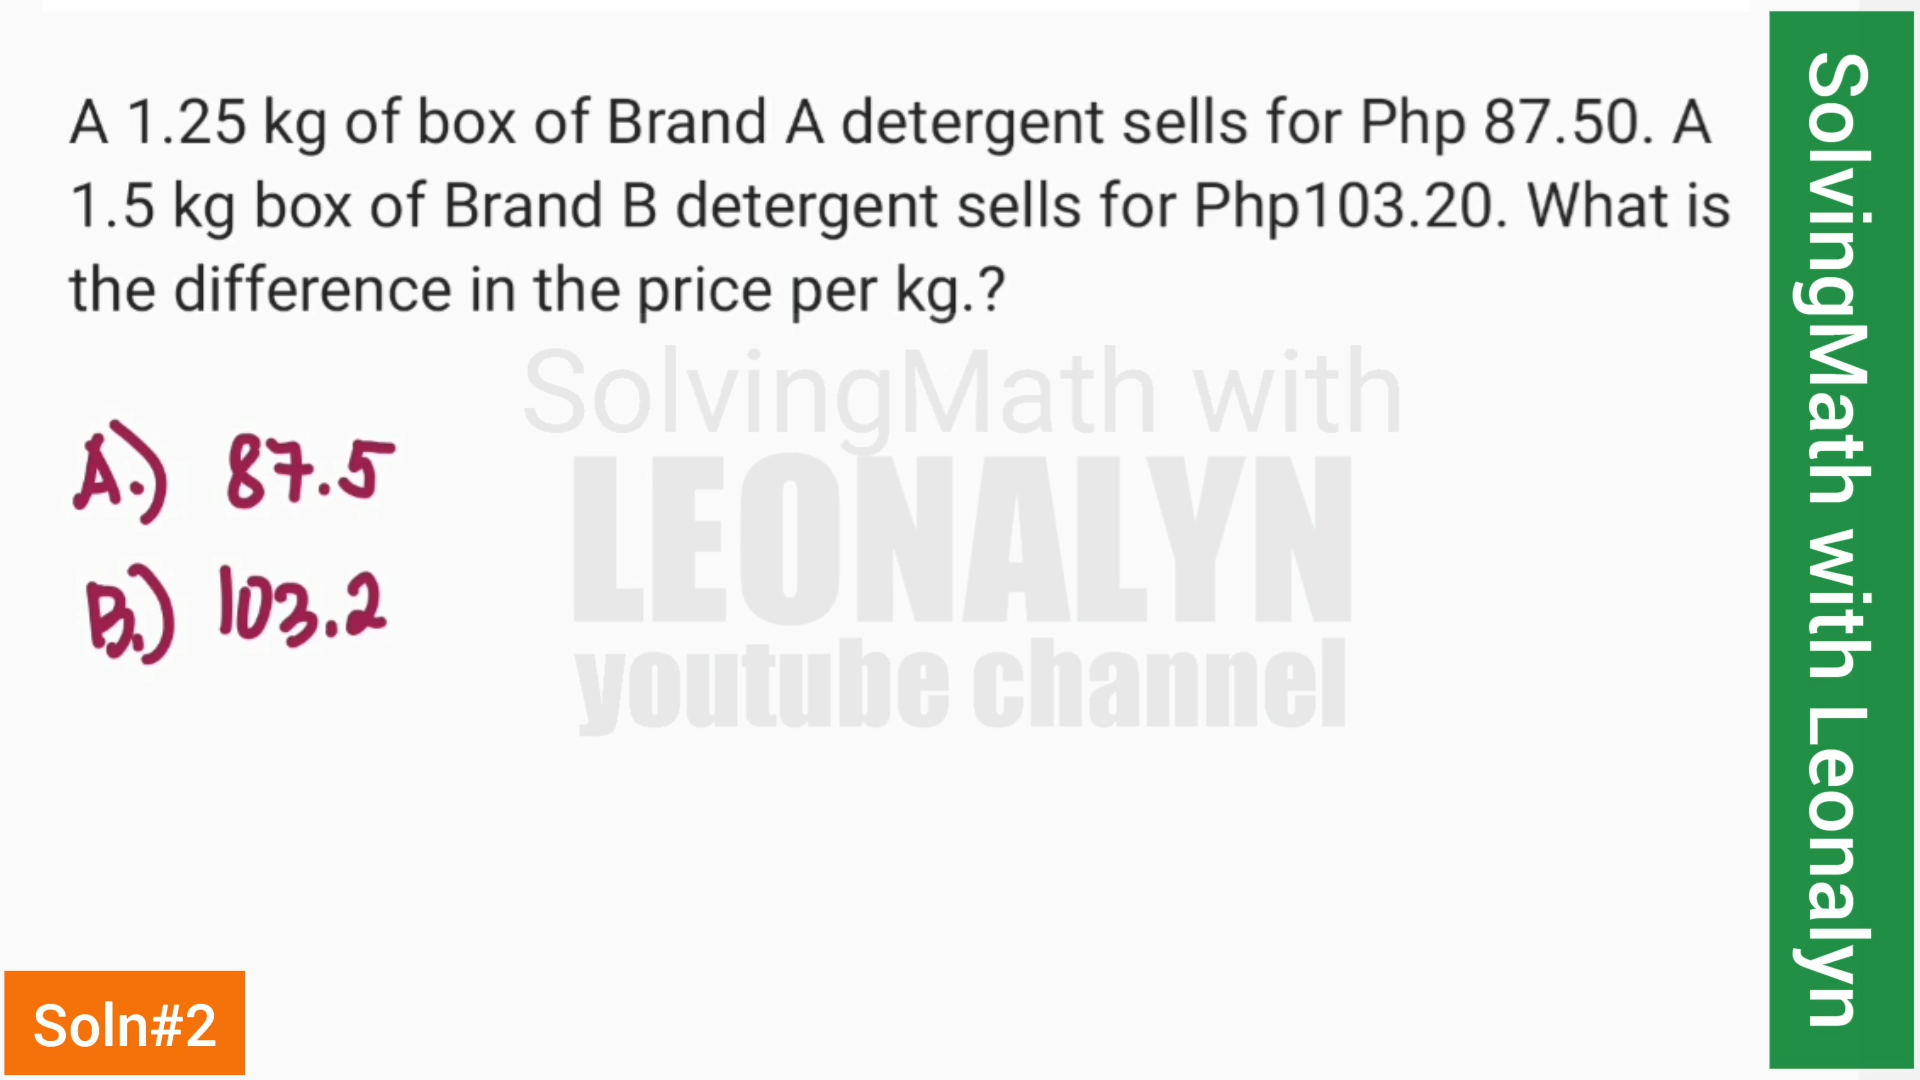 A 1.25 kg of box of Brand A detergent sells for Php 87.50. A
1.5 kg box of Brand B detergent sells for Php103.20. What is
the difference in the price per kg.?
SolvingMath with
LEONALYN
youtube channel
A.) 87.5
B.) 103.2
Soln#2
SolvingMath with Leonalyn